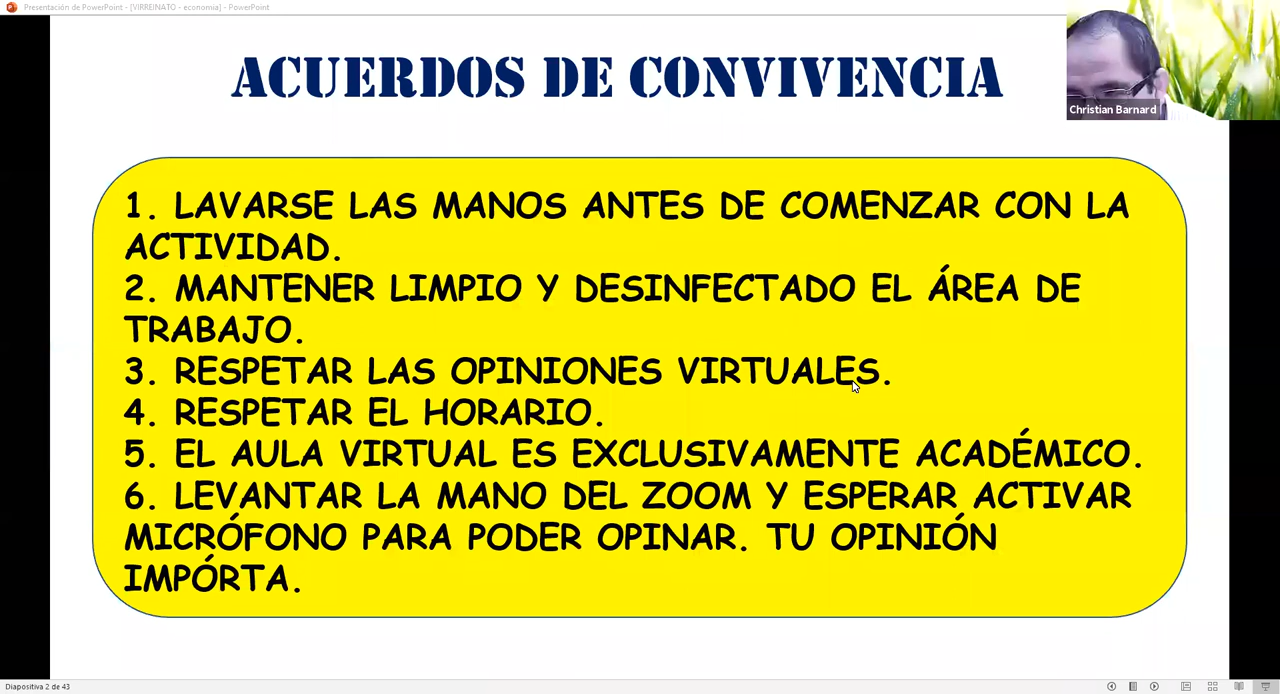 Presentación de PowerPoint - [VIRREINATO - economia] - PowerPoint
ACUERDOS DE CONVIVENCIA
Christian Barnard
1. LAVARSE LAS MANOS ANTES DE COMENZAR CON LA
ACTIVIDAD.
2. MANTENER LIMPIO Y DESINFECTADO EL ÁREA DE
TRABAJO.
3. RESPETAR LAS OPINIONES VIRTUALES.
4. RESPETAR EL HORARIO.
5. EL AULA VIRTUAL ES EXCLUSIVAMENTE ACADÉMICO.
6. LEVANTAR LA MANO DEL ZOOM Y ESPERAR ACTIVAR
MICRÓFONO PARA PODER OPINAR. TU OPINIÓN
IMPÓRTA.
Diapositiva 2 de 43